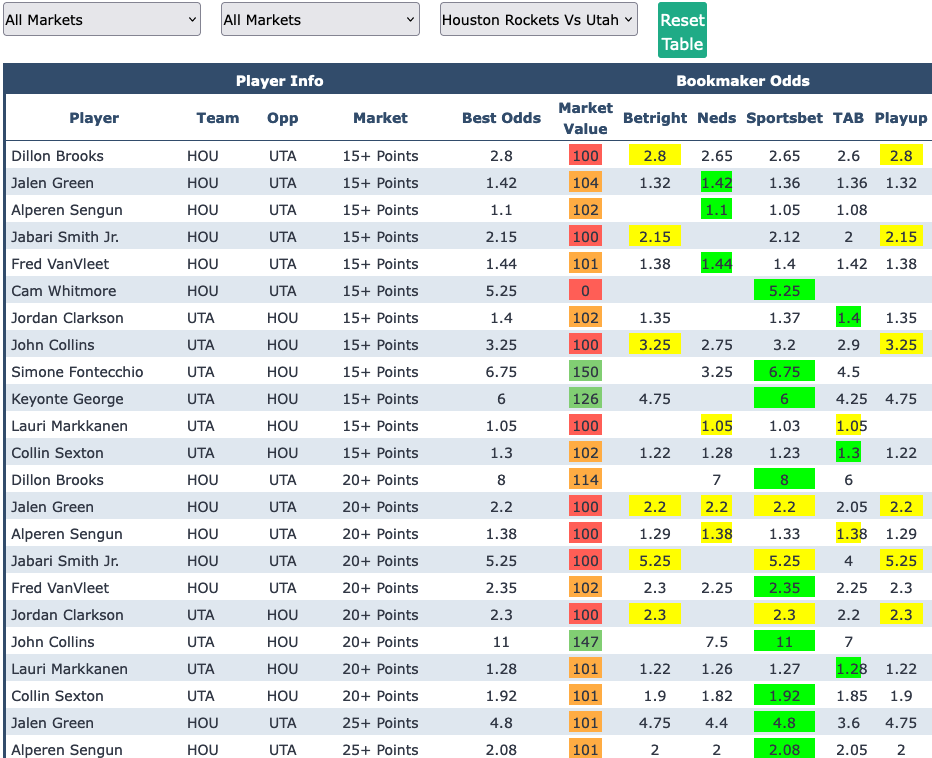 All Markets All Markets Houston Rockets Vs Utah Reset Table
Player Info Bookmaker Odds
Player Team Opp Market Best Odds Market Value Betright Neds Sportsbet TAB Playup
Dillon Brooks HOU UTA 15+ Points 2.8 100 2.8 2.65 2.65 2.6 2.8
Jalen Green HOU UTA 15+ Points 1.42 104 1.32 1.42 1.36 1.36 1.32
Alperen Sengun HOU UTA 15+ Points 1.1 102 1.1 1.05 1.08
Jabari Smith Jr. HOU UTA 15+ Points 2.15 100 2.15 2.12 2 2.15
Fred VanVleet HOU UTA 15+ Points 1.44 101 1.38 1.44 1.4 1.42 1.38
Cam Whitmore HOU UTA 15+ Points 5.25 0 5.25
Jordan Clarkson UTA HOU 15+ Points 1.4 102 1.35 1.37 1.4 1.35
John Collins UTA HOU 15+ Points 3.25 100 3.25 2.75 3.2 2.9 3.25
Simone Fontecchio UTA HOU 15+ Points 6.75 150 3.25 6.75 4.5
Keyonte George UTA HOU 15+ Points 6 126 4.75 6 4.25 4.75
Lauri Markkanen UTA HOU 15+ Points 1.05 100 1.05 1.03 1.05
Collin Sexton UTA HOU 15+ Points 1.3 102 1.22 1.28 1.23 1.3 1.22
Dillon Brooks HOU UTA 20+ Points 8 114 7 8 6
Jalen Green HOU UTA 20+ Points 2.2 100 2.2 2.2 2.2 2.05 2.2
Alperen Sengun HOU UTA 20+ Points 1.38 100 1.29 1.38 1.33 1.38 1.29
Jabari Smith Jr. HOU UTA 20+ Points 5.25 100 5.25 5.25 4 5.25
Fred VanVleet HOU UTA 20+ Points 2.35 102 2.3 2.25 2.35 2.25 2.3
Jordan Clarkson UTA HOU 20+ Points 2.3 100 2.3 2.3 2.2 2.3
John Collins UTA HOU 20+ Points 11 147 7.5 11 7
Lauri Markkanen UTA HOU 20+ Points 1.28 101 1.22 1.26 1.27 1.28 1.22
Collin Sexton UTA HOU 20+ Points 1.92 101 1.9 1.82 1.92 1.85 1.9
Jalen Green HOU UTA 25+ Points 4.8 101 4.75 4.4 4.8 3.6 4.75
Alperen Sengun HOU UTA 25+ Points 2.08 101 2 2 2.08 2.05 2